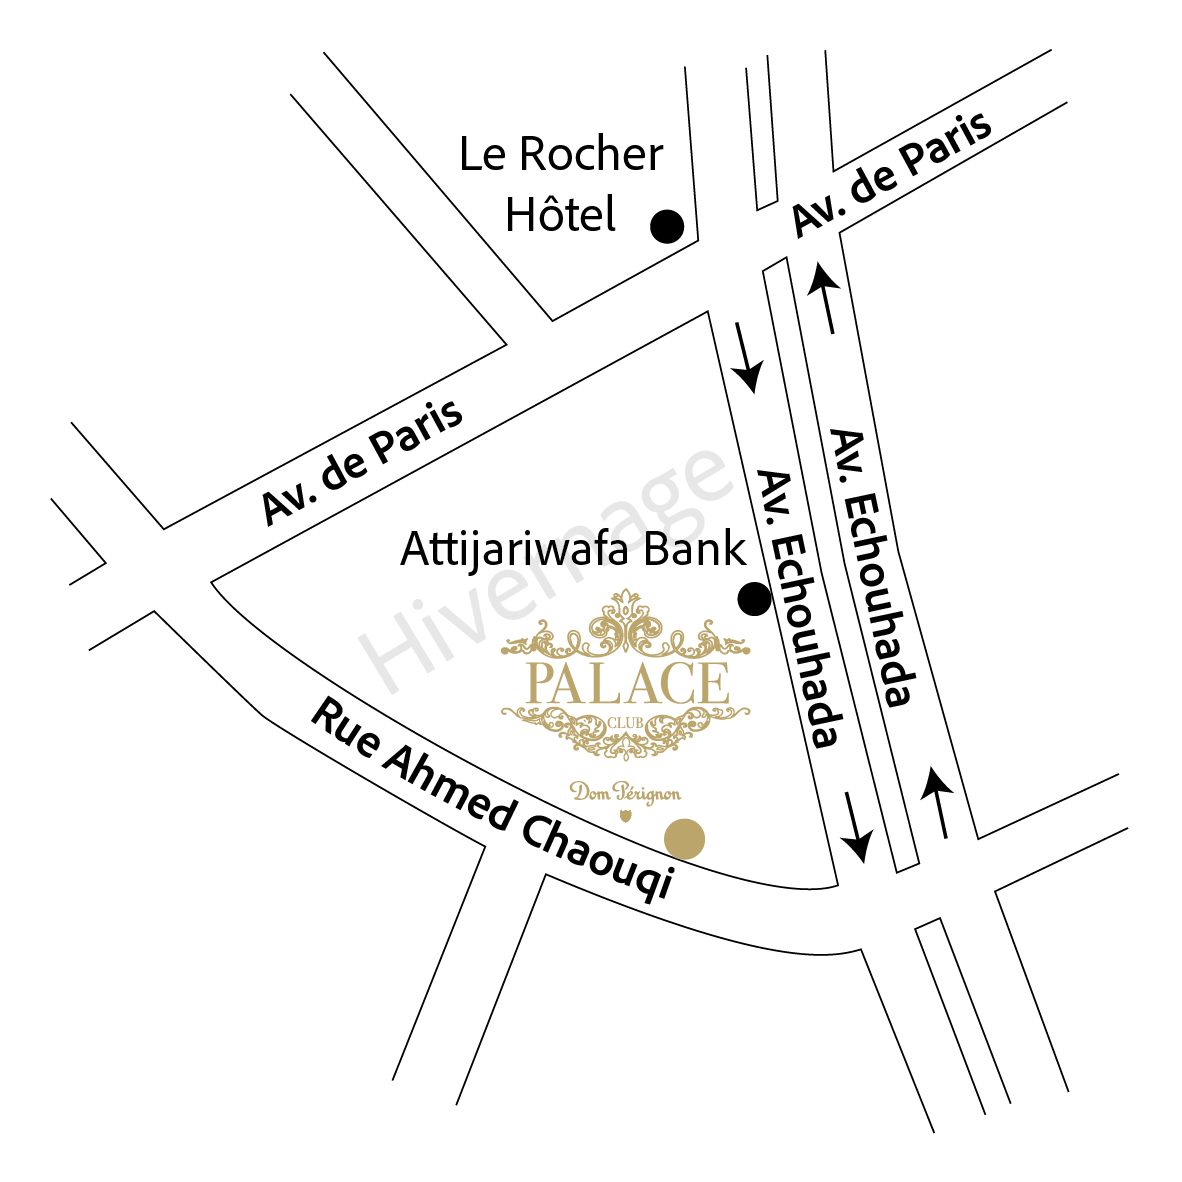 Le Rocher
Hôtel
Av. de Paris
Av. de Paris
Hivernage
Attijariwafa Bank
Av. Echouhada
Av. Echouhada
PALACE
CLUB
Dom Pérignon
Rue Ahmed Chaouqi